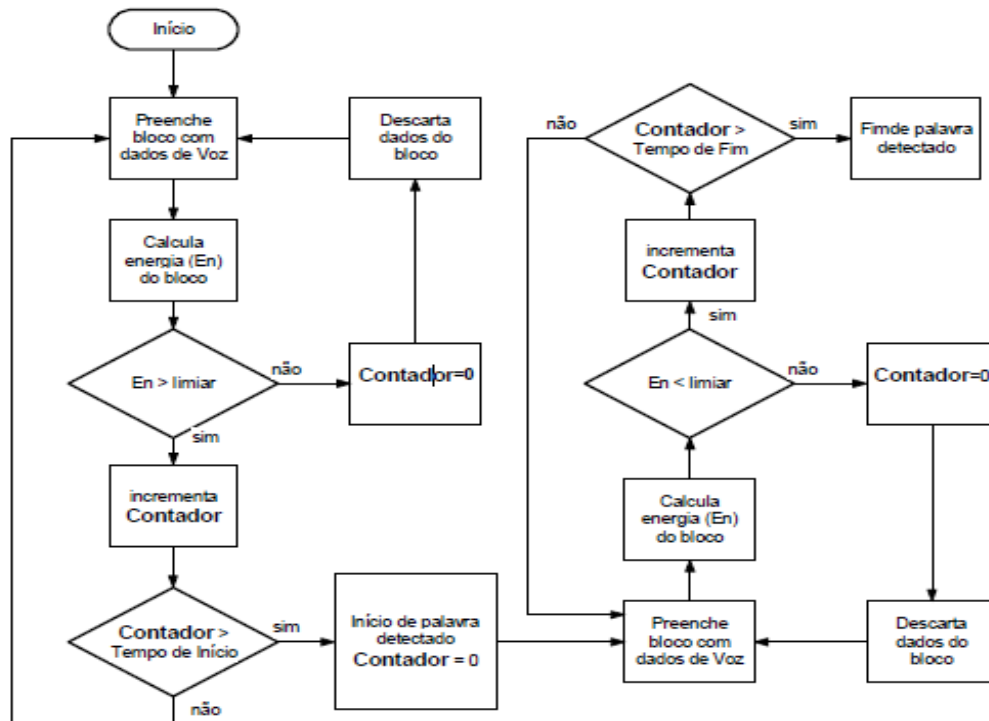 Início
Preenche
bloco com
dados de Voz
Descarta
dados do
bloco
Calcula
energia (En)
do bloco
En > limiar
não
Contador=0
sim
incrementa
Contador
Contador >
Tempo de Início
sim
não
Início de palavra
detectado
Contador = 0
Preenche
bloco com
dados de Voz
Calcula
energia (En)
do bloco
En < limiar
não
Contador=0
Descarta
dados do
bloco
sim
incrementa
Contador
Contador >
Tempo de Fim
não
sim
Fimde palavra
detectado